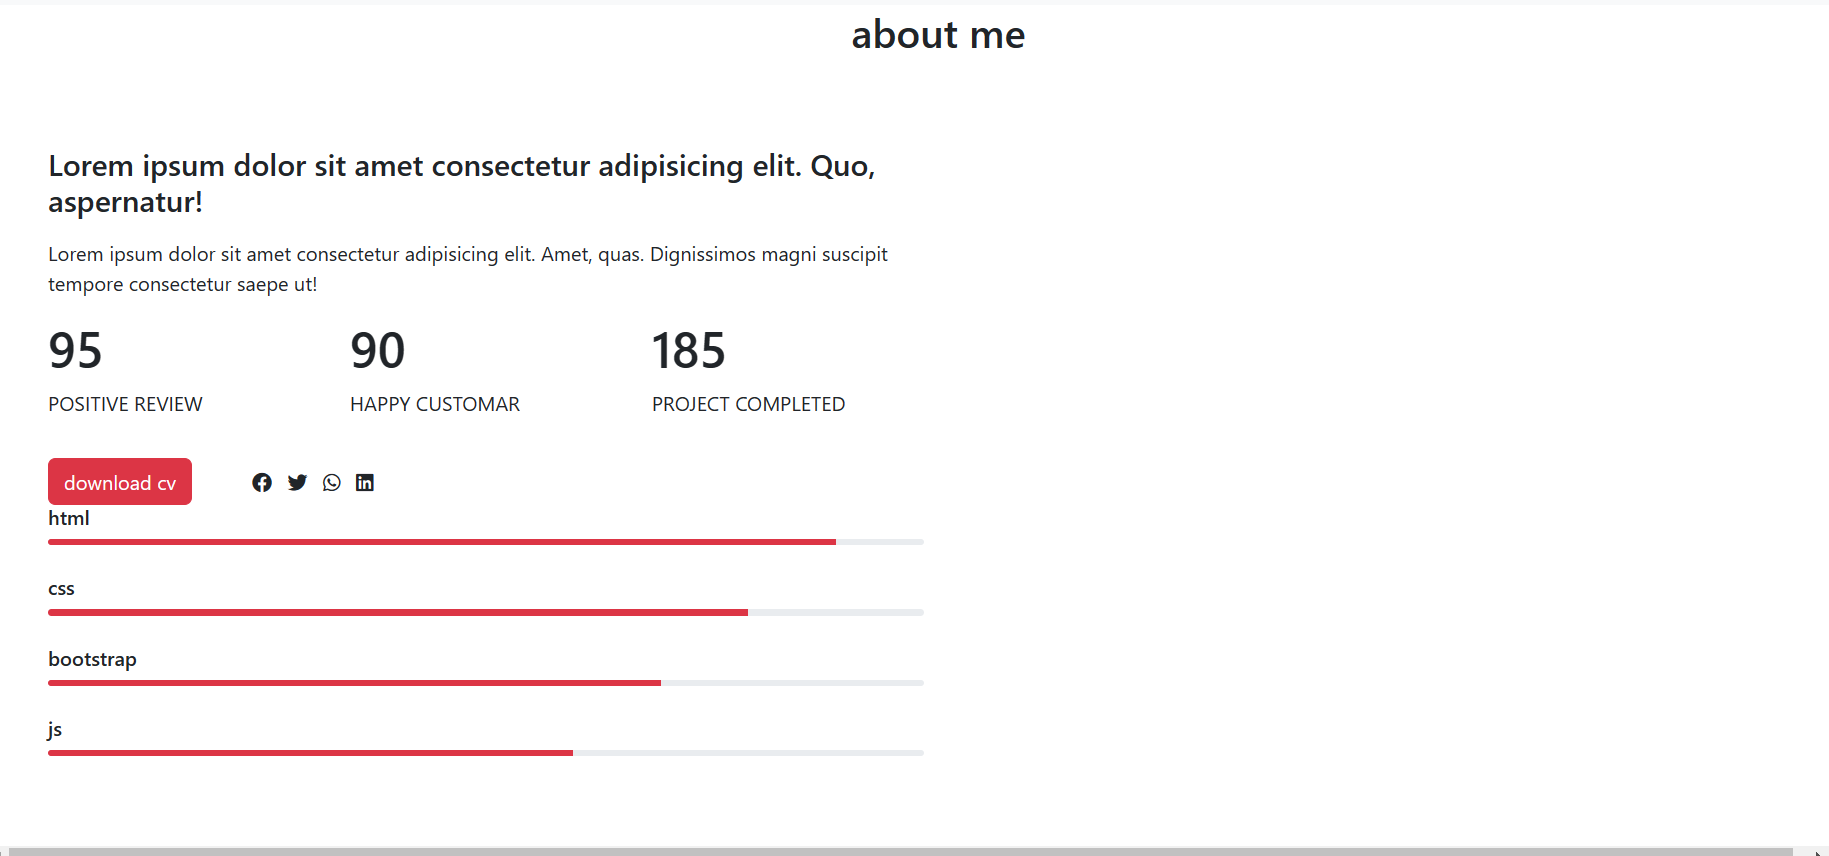 about me
Lorem ipsum dolor sit amet consectetur adipisicing elit. Quo,
aspernatur!
Lorem ipsum dolor sit amet consectetur adipisicing elit. Amet, quas. Dignissimos magni suscipit
tempore consectetur saepe ut!
95 90 185
POSITIVE REVIEW HAPPY CUSTOMAR PROJECT COMPLETED
download cv
html
css
bootstrap
js